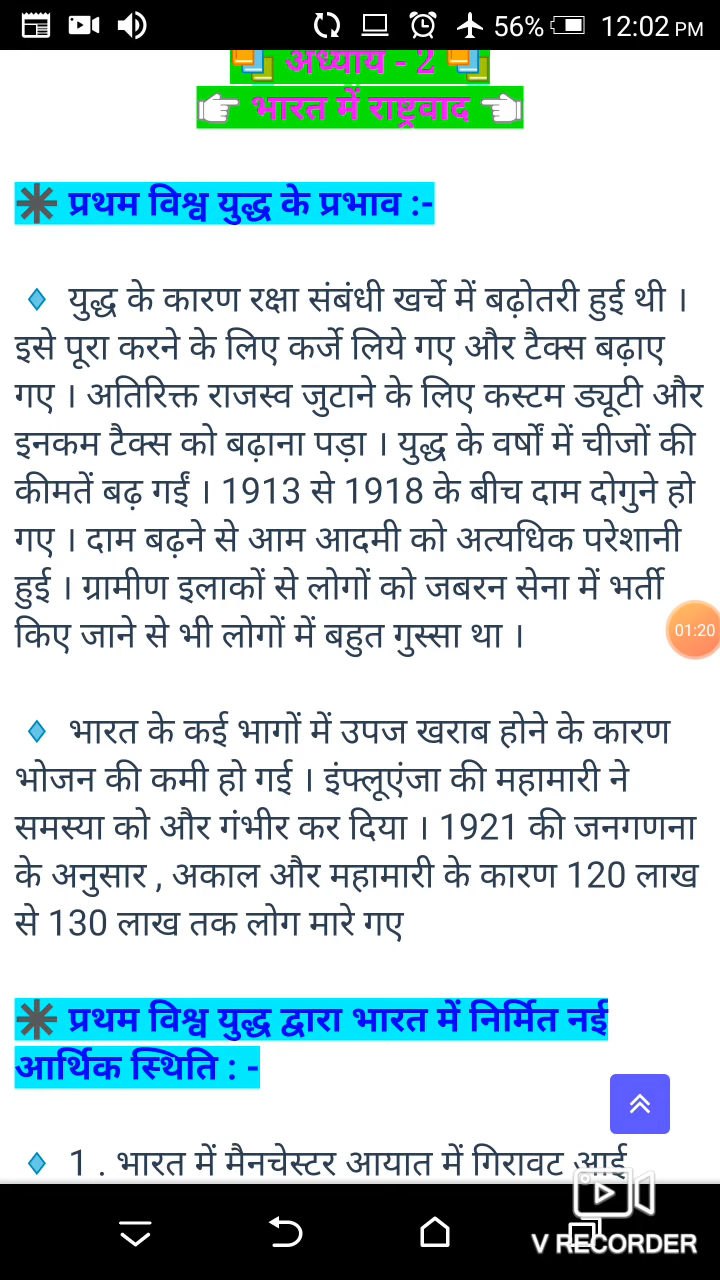 56% 12:02 PM
अध्याय - 2
भारत में राष्ट्रवाद
प्रथम विश्व युद्ध के प्रभाव :-
युद्ध के कारण रक्षा संबंधी खर्चे में बढ़ोतरी हुई थी ।
इसे पूरा करने के लिए कर्जे लिये गए और टैक्स बढ़ाए
गए । अतिरिक्त राजस्व जुटाने के लिए कस्टम ड्यूटी और
इनकम टैक्स को बढ़ाना पड़ा । युद्ध के वर्षों में चीजों की
कीमतें बढ़ गईं । 1913 से 1918 के बीच दाम दोगुने हो
गए । दाम बढ़ने से आम आदमी को अत्यधिक परेशानी
हुई । ग्रामीण इलाकों से लोगों को जबरन सेना में भर्ती
किए जाने से भी लोगों में बहुत गुस्सा था ।
01:20
भारत के कई भागों में उपज खराब होने के कारण
भोजन की कमी हो गई । इंफ्लूएंजा की महामारी ने
समस्या को और गंभीर कर दिया । 1921 की जनगणना
के अनुसार , अकाल और महामारी के कारण 120 लाख
से 130 लाख तक लोग मारे गए
प्रथम विश्व युद्ध द्वारा भारत में निर्मित नई
आर्थिक स्थिति : -
1 . भारत में मैनचेस्टर आयात में गिरावट आई
V RECORDER